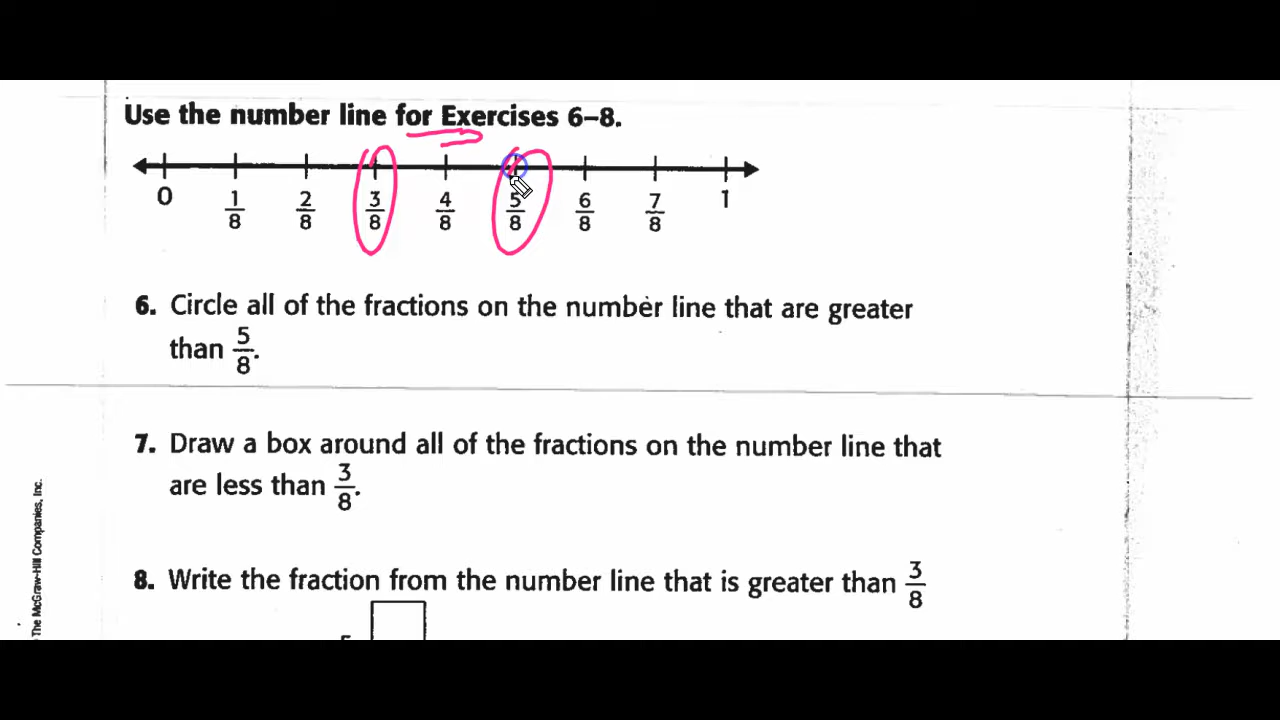 Use the number line for Exercises 6–8.
0 1/8 2/8 3/8 4/8 5/8 6/8 7/8 1
6. Circle all of the fractions on the number line that are greater
than 5/8.
7. Draw a box around all of the fractions on the number line that
are less than 3/8.
8. Write the fraction from the number line that is greater than 3/8
The McGraw-Hill Companies, Inc.